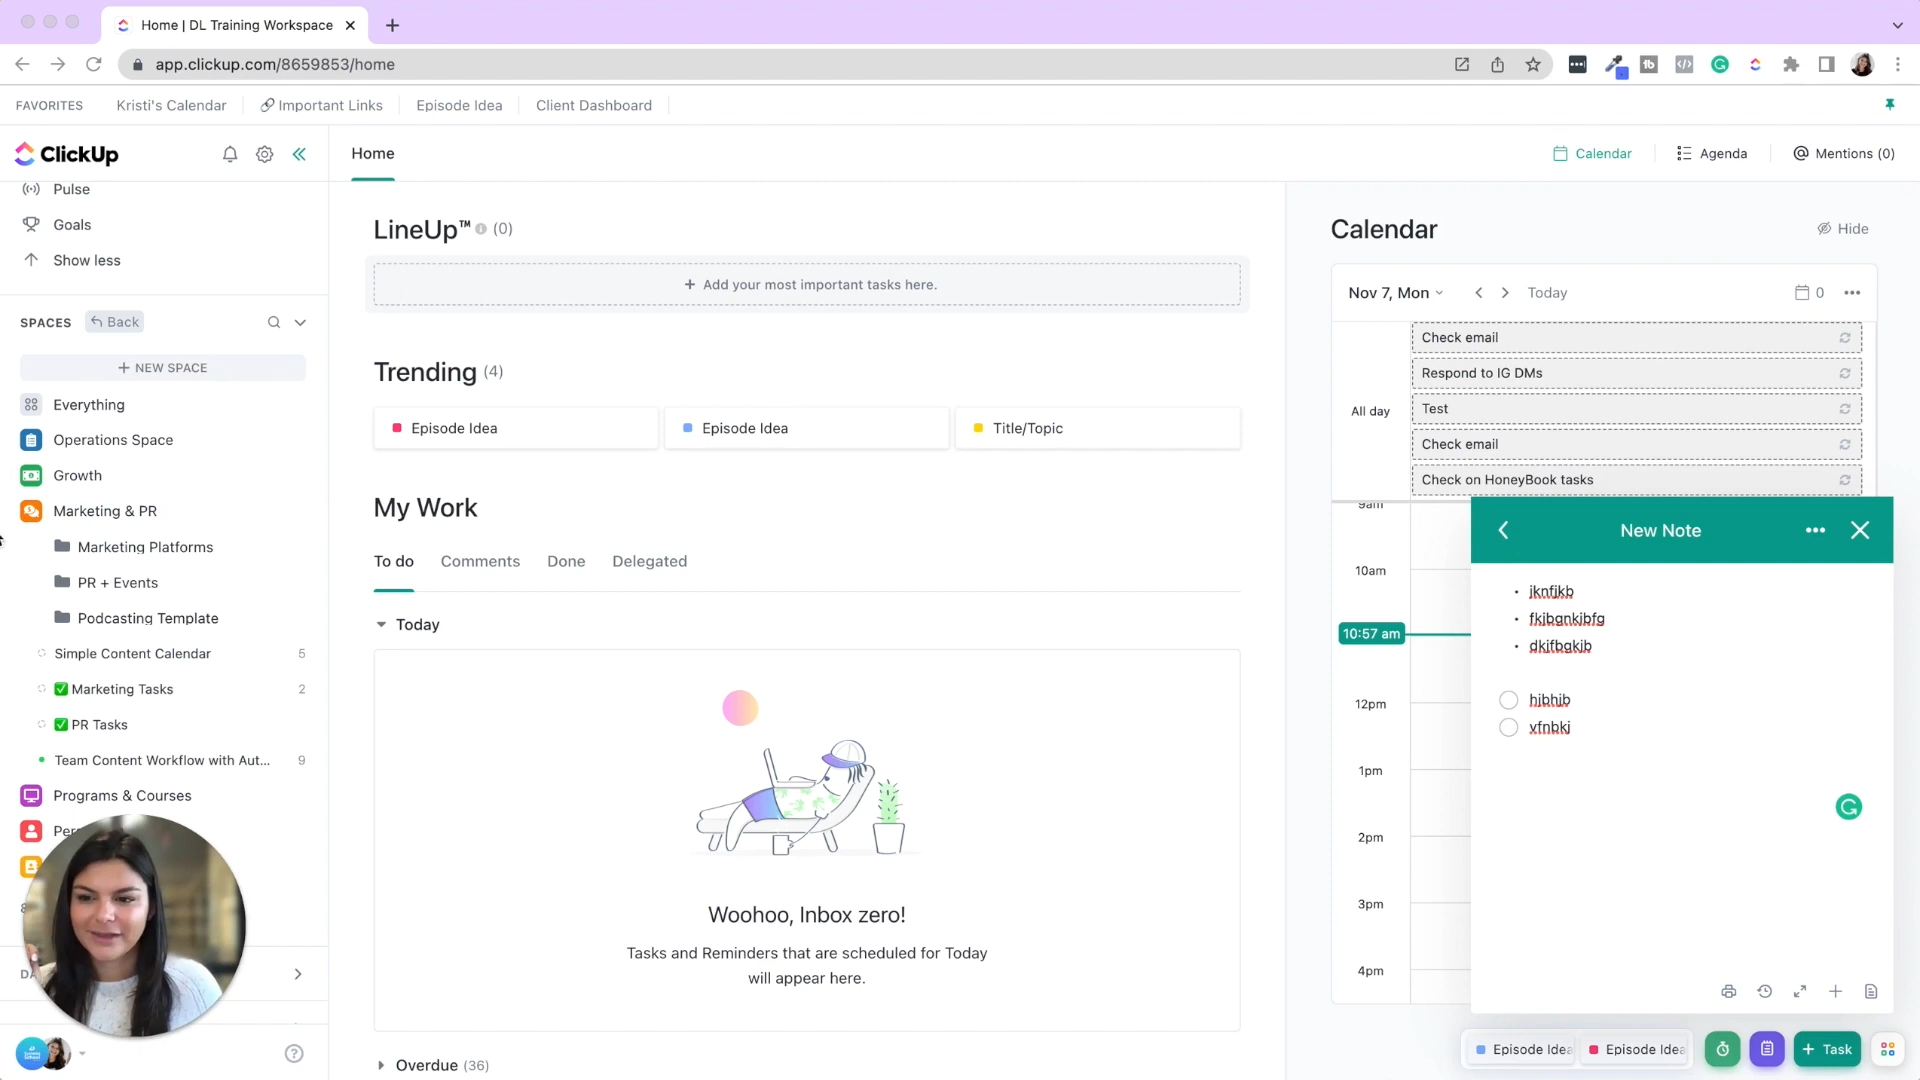 Home | DL Training Workspace
app.clickup.com/8659853/home
FAVORITES Kristi's Calendar Important Links Episode Idea Client Dashboard
ClickUp
Pulse
Goals
Show less
SPACES Back
+ NEW SPACE
Everything
Operations Space
Growth
Marketing & PR
Marketing Platforms
PR + Events
Podcasting Template
Simple Content Calendar 5
Marketing Tasks 2
PR Tasks
Team Content Workflow with Aut... 9
Programs & Courses
Home
Calendar Agenda @ Mentions (0)
LineUp™ (0)
+ Add your most important tasks here.
Trending (4)
Episode Idea Episode Idea Title/Topic
My Work
To do Comments Done Delegated
Today
Woohoo, Inbox zero!
Tasks and Reminders that are scheduled for Today
will appear here.
Overdue (36)
Calendar Hide
Nov 7, Mon Today 0
All day
Check email
Respond to IG DMs
Test
Check email
Check on HoneyBook tasks
9am
10am
10:57 am
12pm
1pm
2pm
3pm
4pm
New Note
jknfjkb
fkjbgnkjbfg
dkjfbgkjb
hjbhjb
vfnbkj
Episode Idea Episode Idea + Task